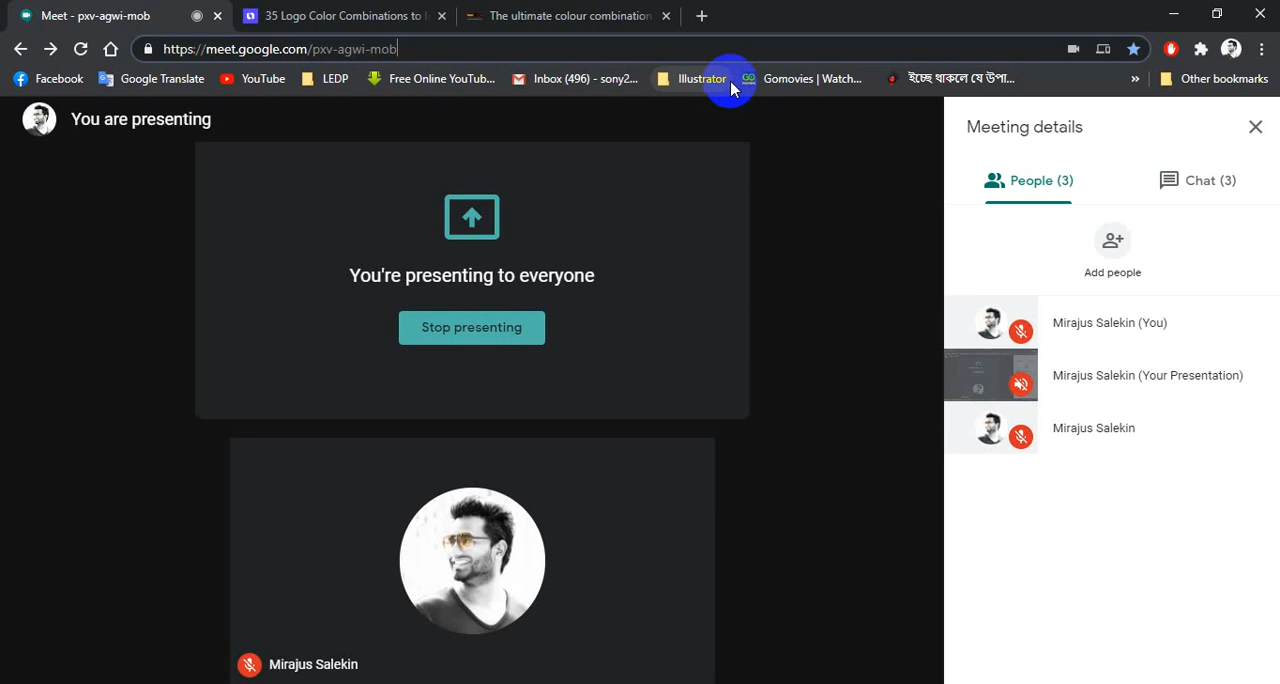 Meet - pxv-agwi-mob
35 Logo Color Combinations to
The ultimate colour combination
https://meet.google.com/pxv-agwi-mob
Facebook
Google Translate
YouTube
LEDP
Free Online YouTub...
Inbox (496) - sony2...
Illustrator
GO
Gomovies | Watch...
ইচ্ছে থাকলে যে উপা...
»
Other bookmarks
You are presenting
You're presenting to everyone
Stop presenting
Mirajus Salekin
Meeting details
People (3)
Chat (3)
Add people
Mirajus Salekin (You)
Mirajus Salekin (Your Presentation)
Mirajus Salekin